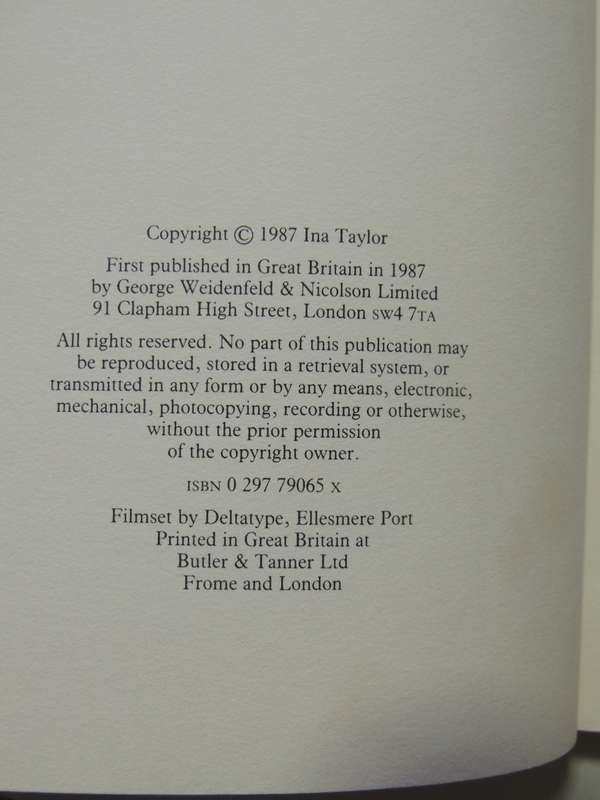 Copyright © 1987 Ina Taylor
First published in Great Britain in 1987
by George Weidenfeld & Nicolson Limited
91 Clapham High Street, London SW4 7TA
All rights reserved. No part of this publication may
be reproduced, stored in a retrieval system, or
transmitted in any form or by any means, electronic,
mechanical, photocopying, recording or otherwise,
without the prior permission
of the copyright owner.
ISBN 0 297 79065 X
Filmset by Deltatype, Ellesmere Port
Printed in Great Britain at
Butler & Tanner Ltd
Frome and London